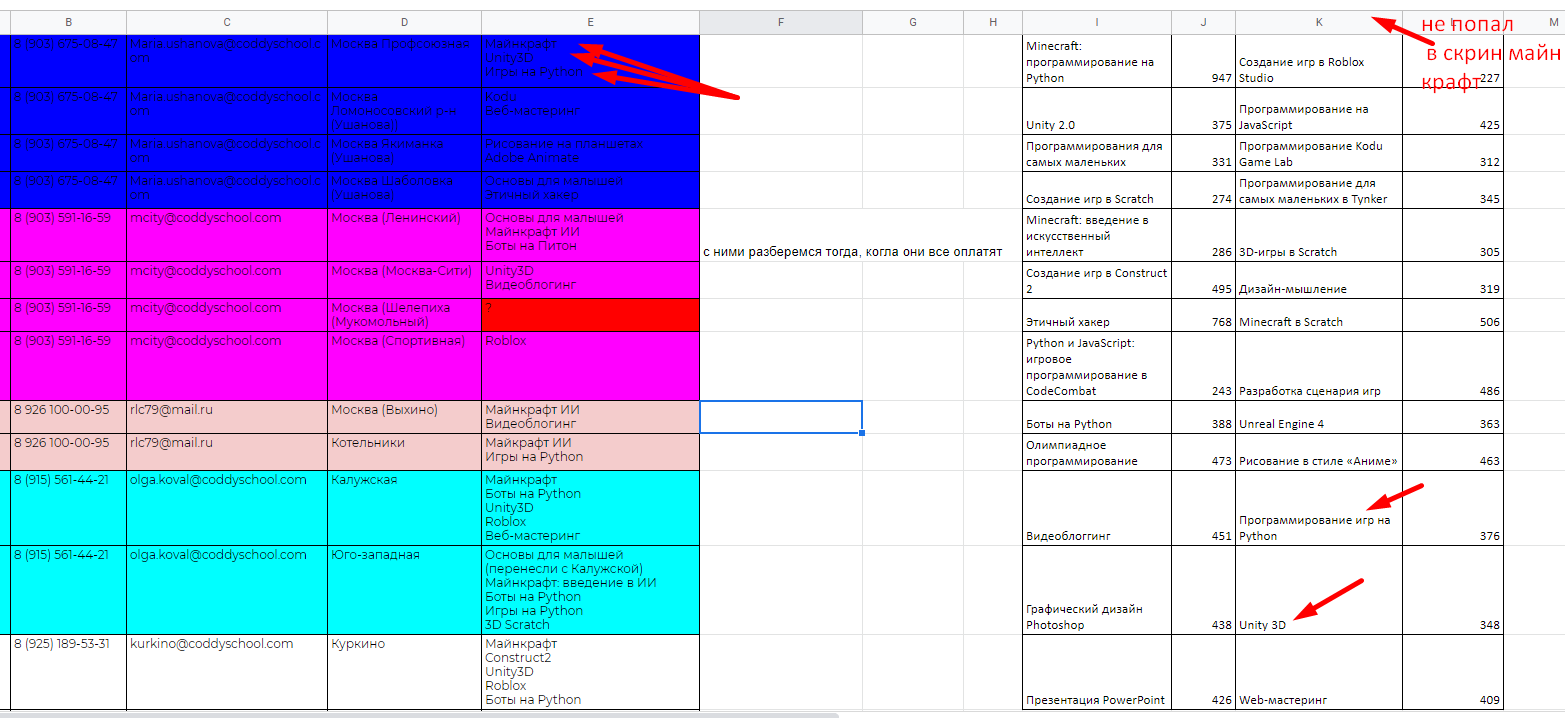 B C D E F G H I J K L M
не попал
в скрин майн
крафт
8 (903) 675-08-47 Maria.ushanova@coddyschool.c
om Москва Профсоюзная Майнкрафт
Unity3D
Игры на Python
Minecraft:
программирование на
Python 947 Создание игр в Roblox
Studio 227
8 (903) 675-08-47 Maria.ushanova@coddyschool.c
om Москва
Ломоносовский р-н
(Ушанова)) Kodu
Веб-мастеринг
Unity 2.0 375 Программирование на
JavaScript 425
8 (903) 675-08-47 Maria.ushanova@coddyschool.c
om Москва Якиманка
(Ушанова) Рисование на планшетах
Adobe Animate
Программирования для
самых маленьких 331 Программирование Kodu
Game Lab 312
8 (903) 675-08-47 Maria.ushanova@coddyschool.c
om Москва Шаболовка
(Ушанова) Основы для малышей
Этичный хакер
Создание игр в Scratch 274 Программирование для
самых маленьких в Tynker 345
8 (903) 591-16-59 mcity@coddyschool.com Москва (Ленинский) Основы для малышей
Майнкрафт ИИ
Боты на Питон
с ними разберемся тогда, когла они все оплатят
Minecraft: введение в
искусственный
интеллект 286 3D-игры в Scratch 305
8 (903) 591-16-59 mcity@coddyschool.com Москва (Москва-Сити) Unity3D
Видеоблогинг
Создание игр в Construct
2 495 Дизайн-мышление 319
8 (903) 591-16-59 mcity@coddyschool.com Москва (Шелепиха
(Мукомольный) ?
Этичный хакер 768 Minecraft в Scratch 506
8 (903) 591-16-59 mcity@coddyschool.com Москва (Спортивная) Roblox
Python и JavaScript:
игровое
программирование в
CodeCombat 243 Разработка сценария игр 486
8 926 100-00-95 rlc79@mail.ru Москва (Выхино) Майнкрафт ИИ
Видеоблогинг
Боты на Python 388 Unreal Engine 4 363
8 926 100-00-95 rlc79@mail.ru Котельники Майкрафт ИИ
Игры на Python
Олимпиадное
программирование 473 Рисование в стиле «Аниме» 463
8 (915) 561-44-21 olga.koval@coddyschool.com Калужская Майнкрафт
Боты на Python
Unity3D
Roblox
Веб-мастеринг
Видеоблоггинг 451 Программирование игр на
Python 376
8 (915) 561-44-21 olga.koval@coddyschool.com Юго-западная Основы для малышей
(перенесли с Калужской)
Майнкрафт: введение в ИИ
Боты на Python
Игры на Python
3D Scratch
Графический дизайн
Photoshop 438 Unity 3D 348
8 (925) 189-53-31 kurkino@coddyschool.com Куркино Майнкрафт
Construct2
Unity3D
Roblox
Боты на Python
Презентация PowerPoint 426 Web-мастеринг 409